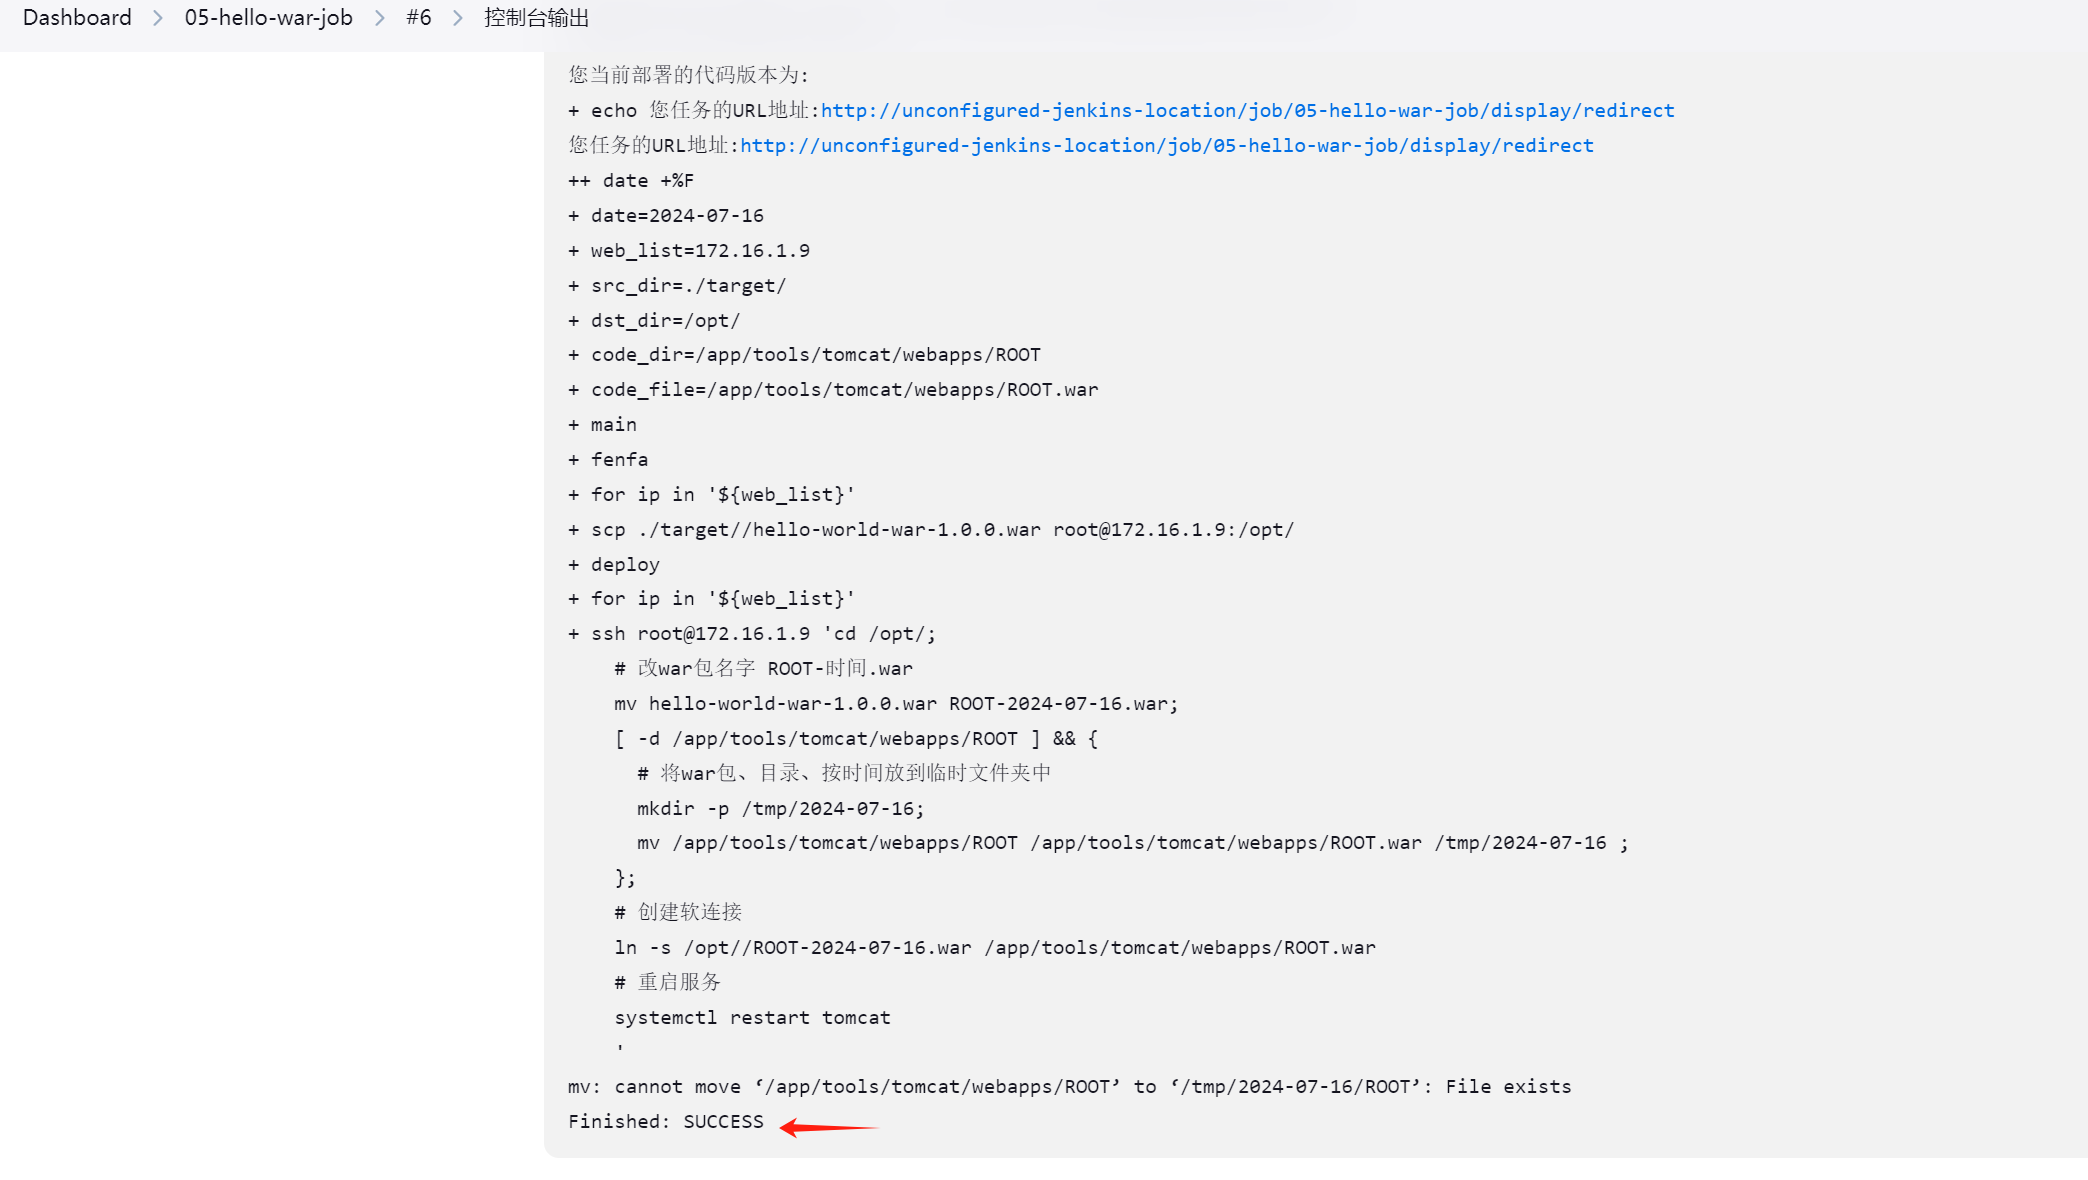 Dashboard > 05-hello-war-job > #6 > 控制台输出
您当前部署的代码版本为:
+ echo 您任务的URL地址:http://unconfigured-jenkins-location/job/05-hello-war-job/display/redirect
您任务的URL地址:http://unconfigured-jenkins-location/job/05-hello-war-job/display/redirect
++ date +%F
+ date=2024-07-16
+ web_list=172.16.1.9
+ src_dir=./target/
+ dst_dir=/opt/
+ code_dir=/app/tools/tomcat/webapps/ROOT
+ code_file=/app/tools/tomcat/webapps/ROOT.war
+ main
+ fenfa
+ for ip in '${web_list}'
+ scp ./target//hello-world-war-1.0.0.war root@172.16.1.9:/opt/
+ deploy
+ for ip in '${web_list}'
+ ssh root@172.16.1.9 'cd /opt/;
    # 改war包名字 ROOT-时间.war
    mv hello-world-war-1.0.0.war ROOT-2024-07-16.war;
    [ -d /app/tools/tomcat/webapps/ROOT ] && {
      # 将war包、目录、按时间放到临时文件夹中
      mkdir -p /tmp/2024-07-16;
      mv /app/tools/tomcat/webapps/ROOT /app/tools/tomcat/webapps/ROOT.war /tmp/2024-07-16 ;
    };
    # 创建软连接
    ln -s /opt//ROOT-2024-07-16.war /app/tools/tomcat/webapps/ROOT.war
    # 重启服务
    systemctl restart tomcat
    '
mv: cannot move ‘/app/tools/tomcat/webapps/ROOT’ to ‘/tmp/2024-07-16/ROOT’: File exists
Finished: SUCCESS